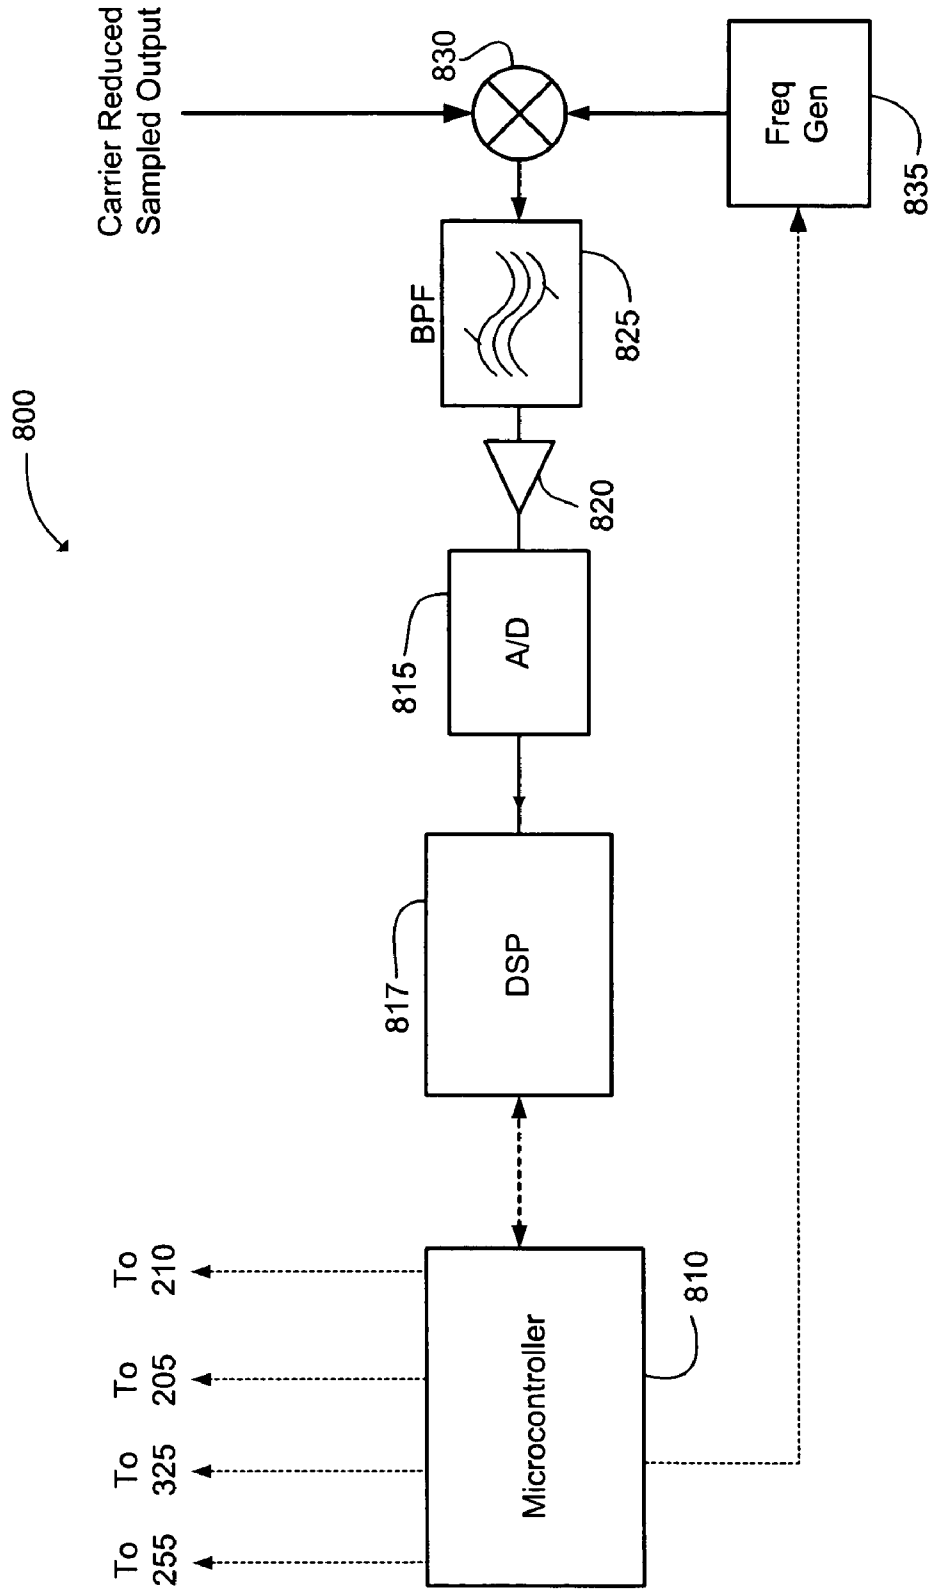 800
To
255
To
325
To
205
To
210
Carrier Reduced
Sampled Output
Microcontroller
810
DSP
817
A/D
815
820
BPF
825
830
Freq
Gen
835